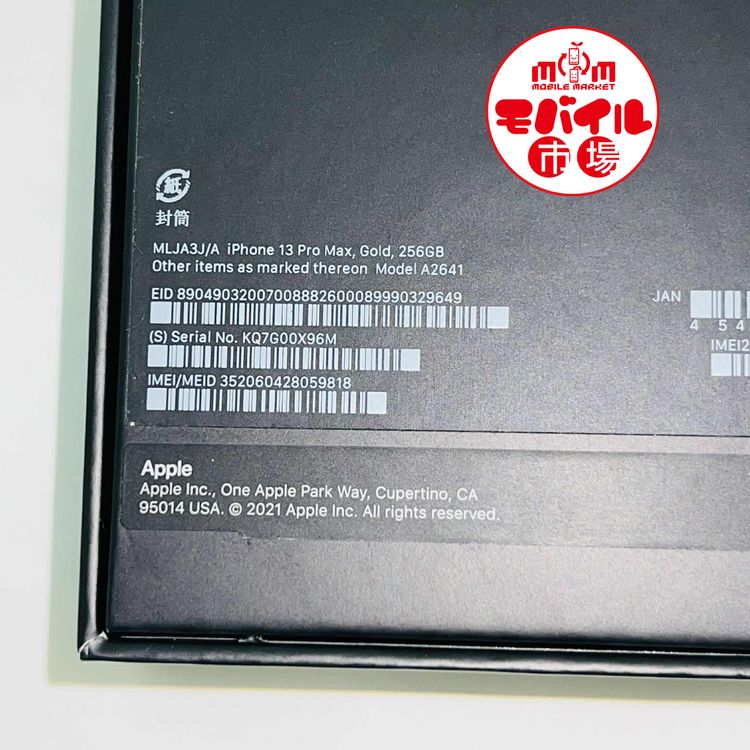 MOM
MOBILE MARKET
モバイル
市場
紙
封筒
MLJA3J/A iPhone 13 Pro Max, Gold, 256GB
Other items as marked thereon Model A2641
EID 89049032007008882600089990329649
JAN
4 54
(S) Serial No. KQ7G00X96M
IMEI2
IMEI/MEID 352060428059818
Apple
Apple Inc., One Apple Park Way, Cupertino, CA
95014 USA. © 2021 Apple Inc. All rights reserved.